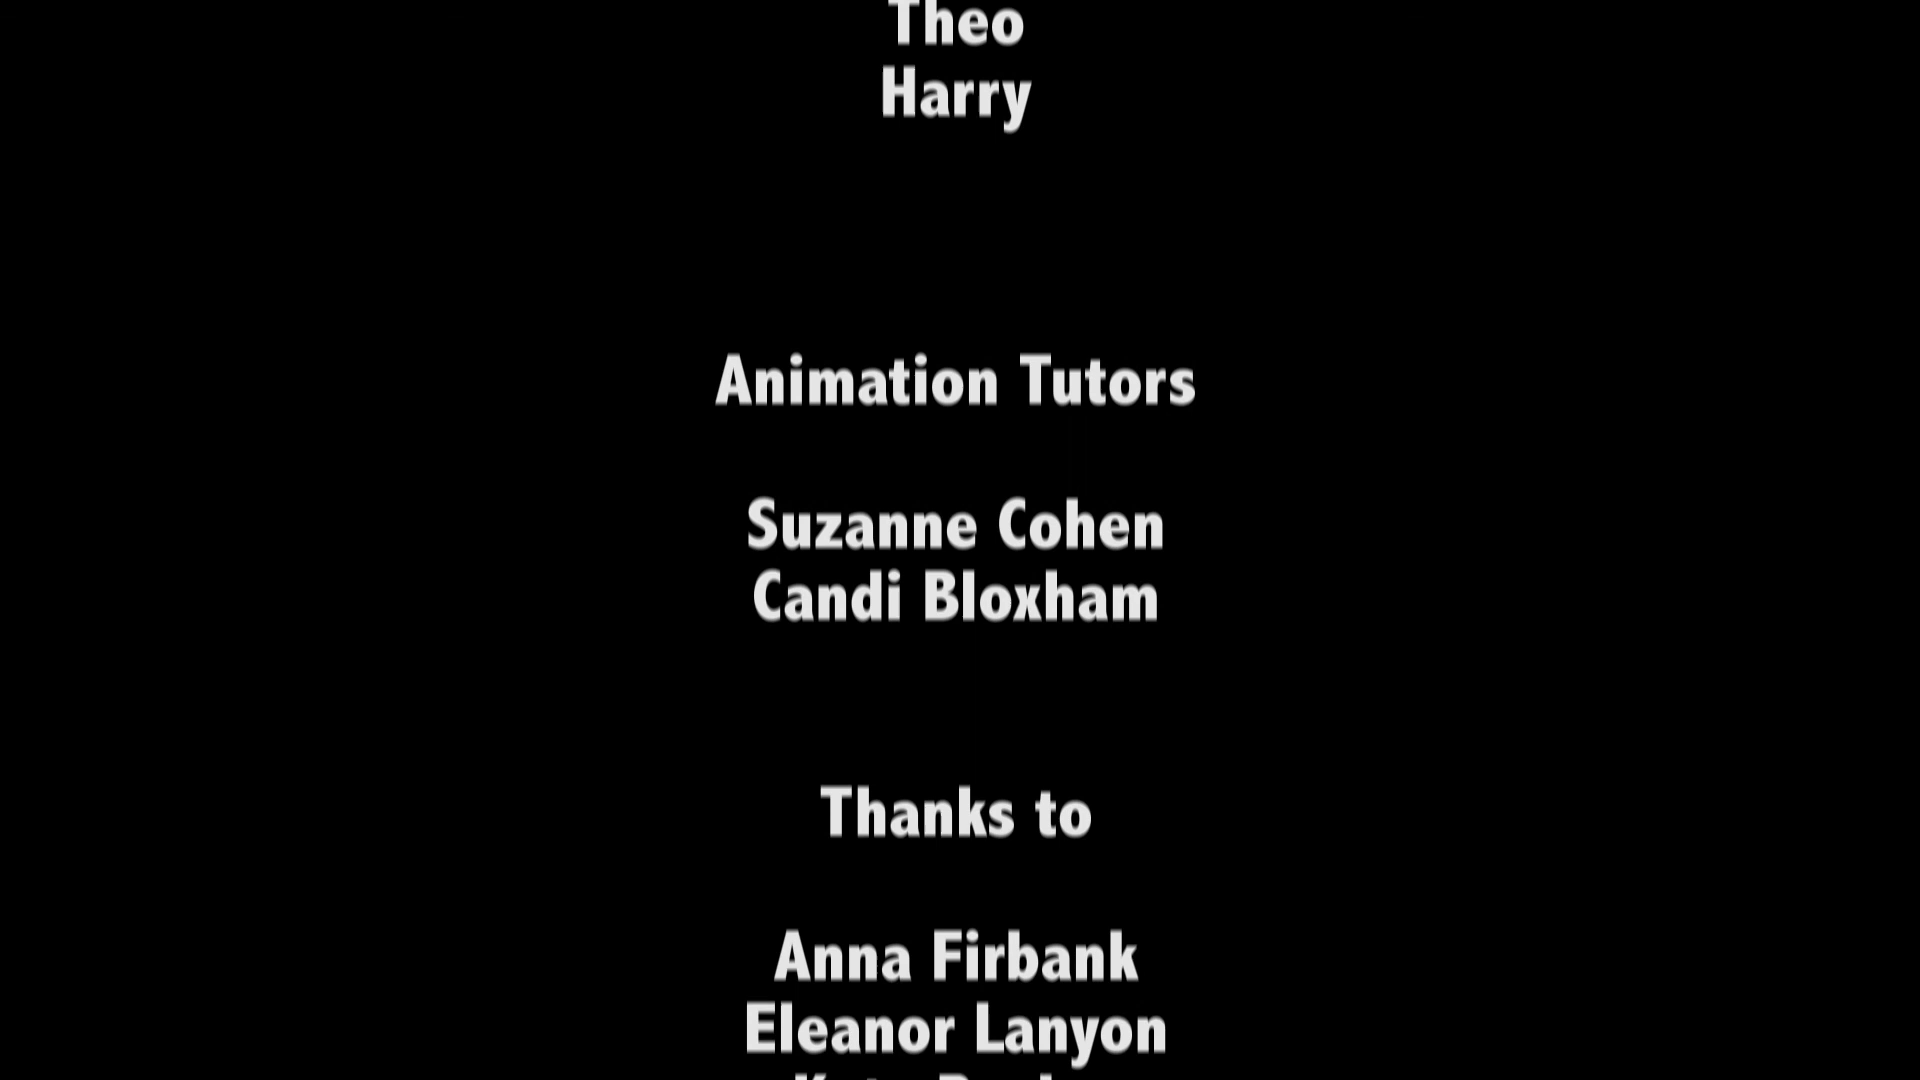 Theo
Harry
Animation Tutors
Suzanne Cohen
Candi Bloxham
Thanks to
Anna Firbank
Eleanor Lanyon